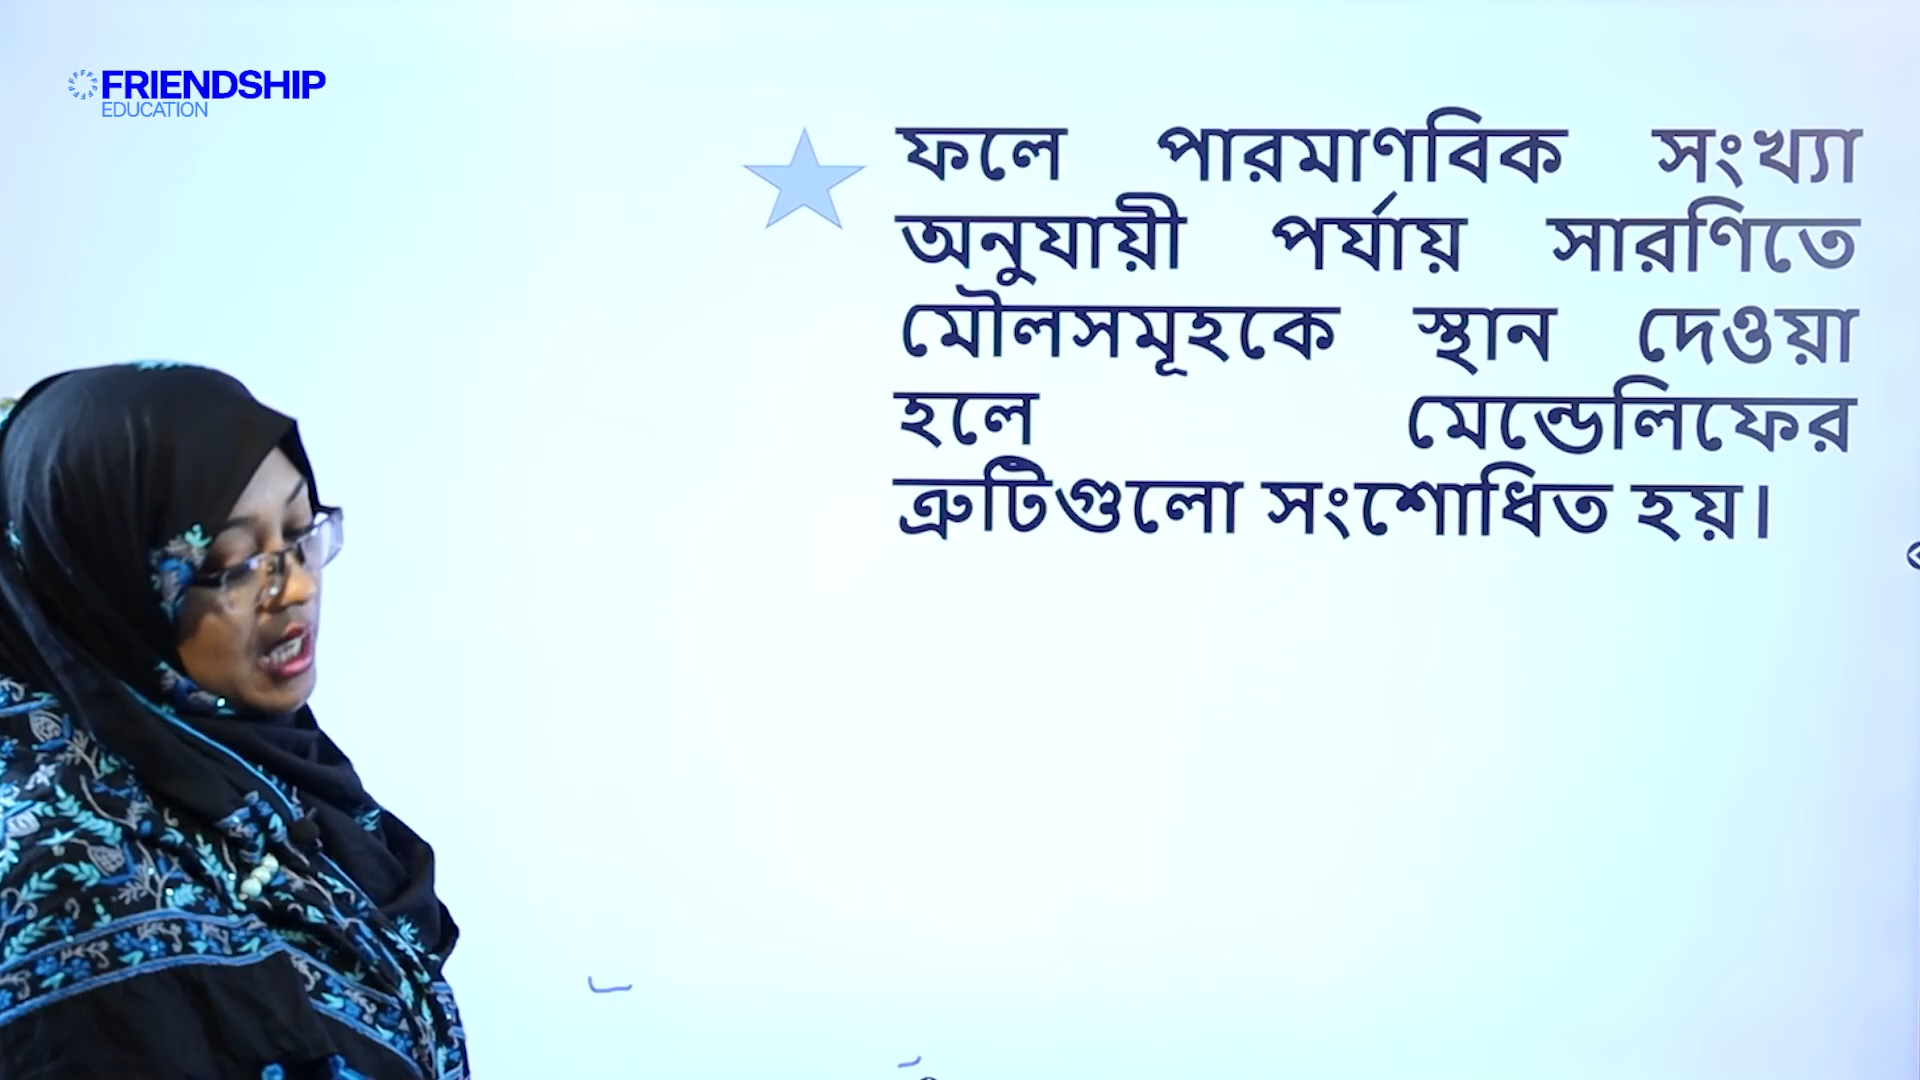 FRIENDSHIP
EDUCATION
ফলে পারমাণবিক সংখ্যা
অনুযায়ী পর্যায় সারণিতে
মৌলসমূহকে স্থান দেওয়া
হলে মেন্ডেলিফের
ত্রুটিগুলো সংশোধিত হয়।